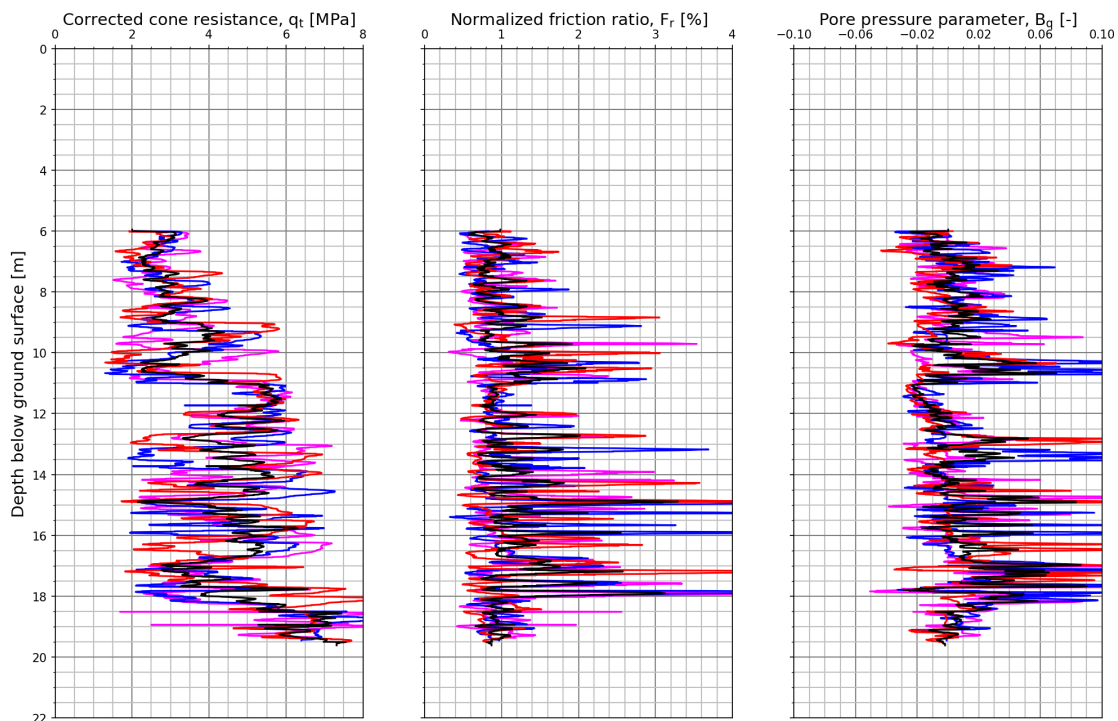 Corrected cone resistance, qt [MPa]
Normalized friction ratio, Fr [%]
Pore pressure parameter, Bq [-]
0 2 4 6 8
0 1 2 3 4
−0.10 −0.06 −0.02 0.02 0.06 0.10
0
2
4
6
8
10
12
14
16
18
20
22
Depth below ground surface [m]